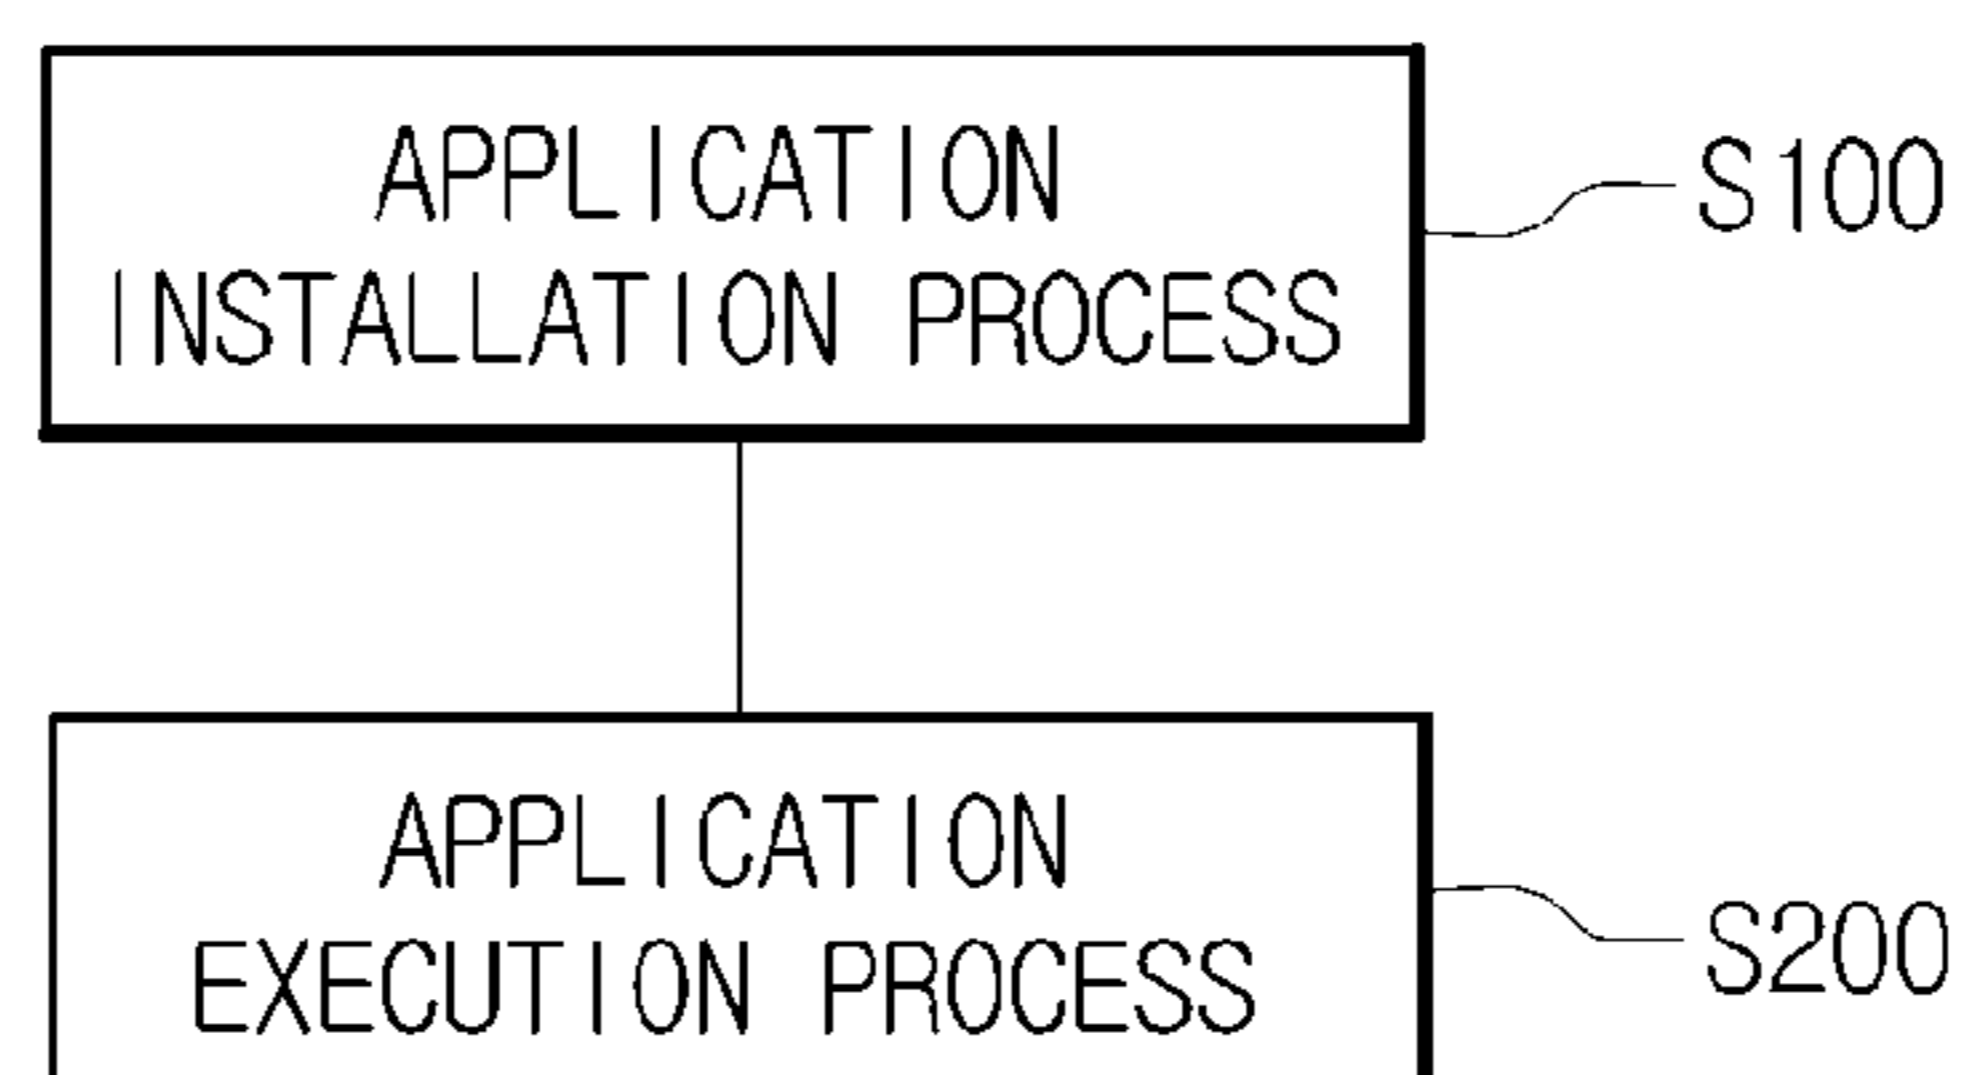 APPLICATION
INSTALLATION PROCESS
S100
APPLICATION
EXECUTION PROCESS
S200